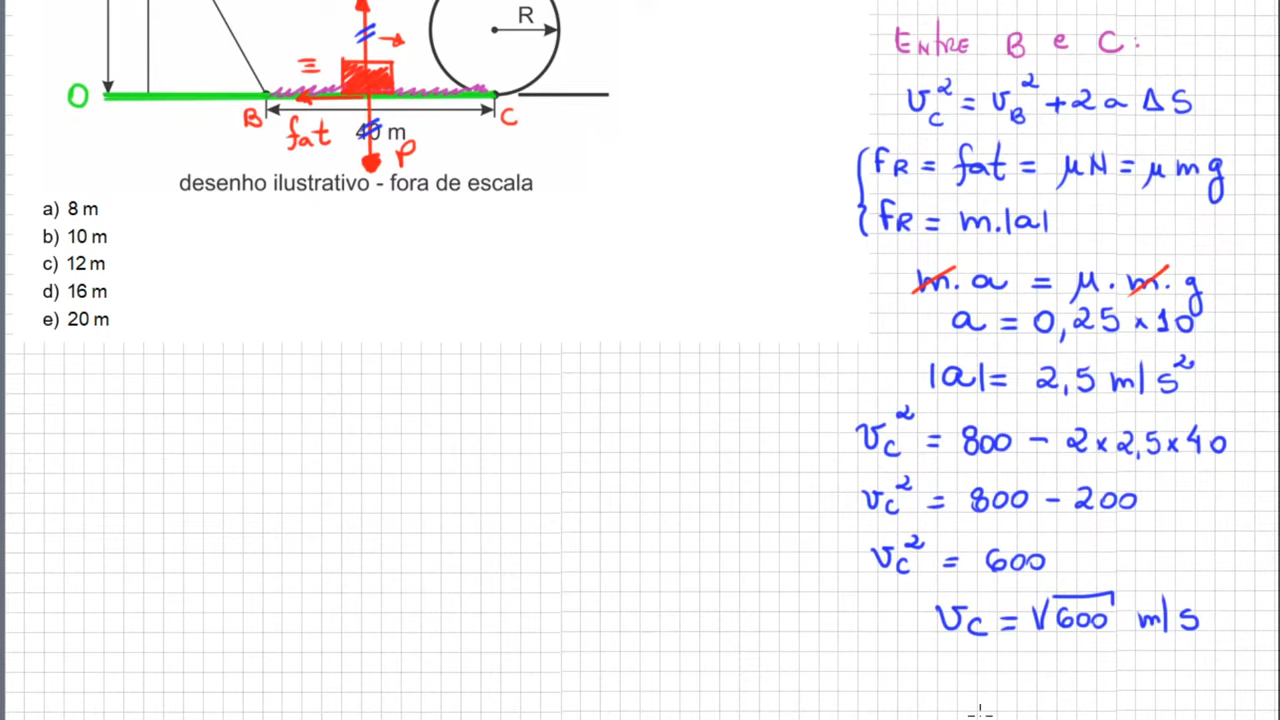 R
O
B
fat
40 m
P
C
desenho ilustrativo - fora de escala
a) 8 m
b) 10 m
c) 12 m
d) 16 m
e) 20 m
Entre B e C:
v_C² = v_B² + 2 a ΔS
FR = fat = μN = μ m g
FR = m.|a|
m. a = μ. m. g
a = 0,25 × 10
|a| = 2,5 m/s²
v_C² = 800 - 2 × 2,5 × 40
v_C² = 800 - 200
v_C² = 600
v_C = √600 m/s